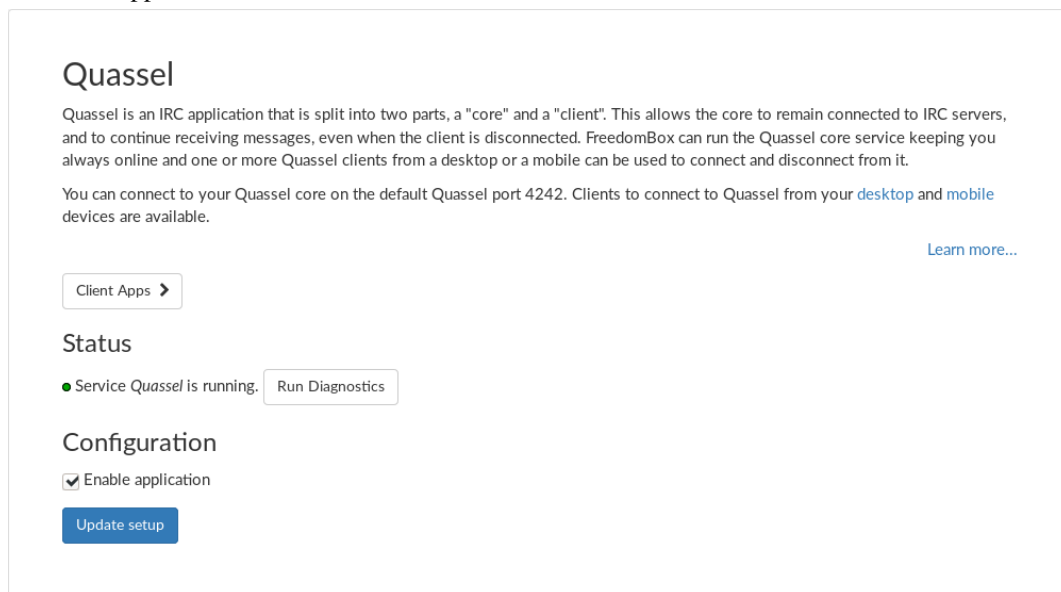 Quassel
Quassel is an IRC application that is split into two parts, a "core" and a "client". This allows the core to remain connected to IRC servers,
and to continue receiving messages, even when the client is disconnected. FreedomBox can run the Quassel core service keeping you
always online and one or more Quassel clients from a desktop or a mobile can be used to connect and disconnect from it.
You can connect to your Quassel core on the default Quassel port 4242. Clients to connect to Quassel from your desktop and mobile
devices are available.
Learn more...
Client Apps
Status
Service Quassel is running. Run Diagnostics
Configuration
Enable application
Update setup